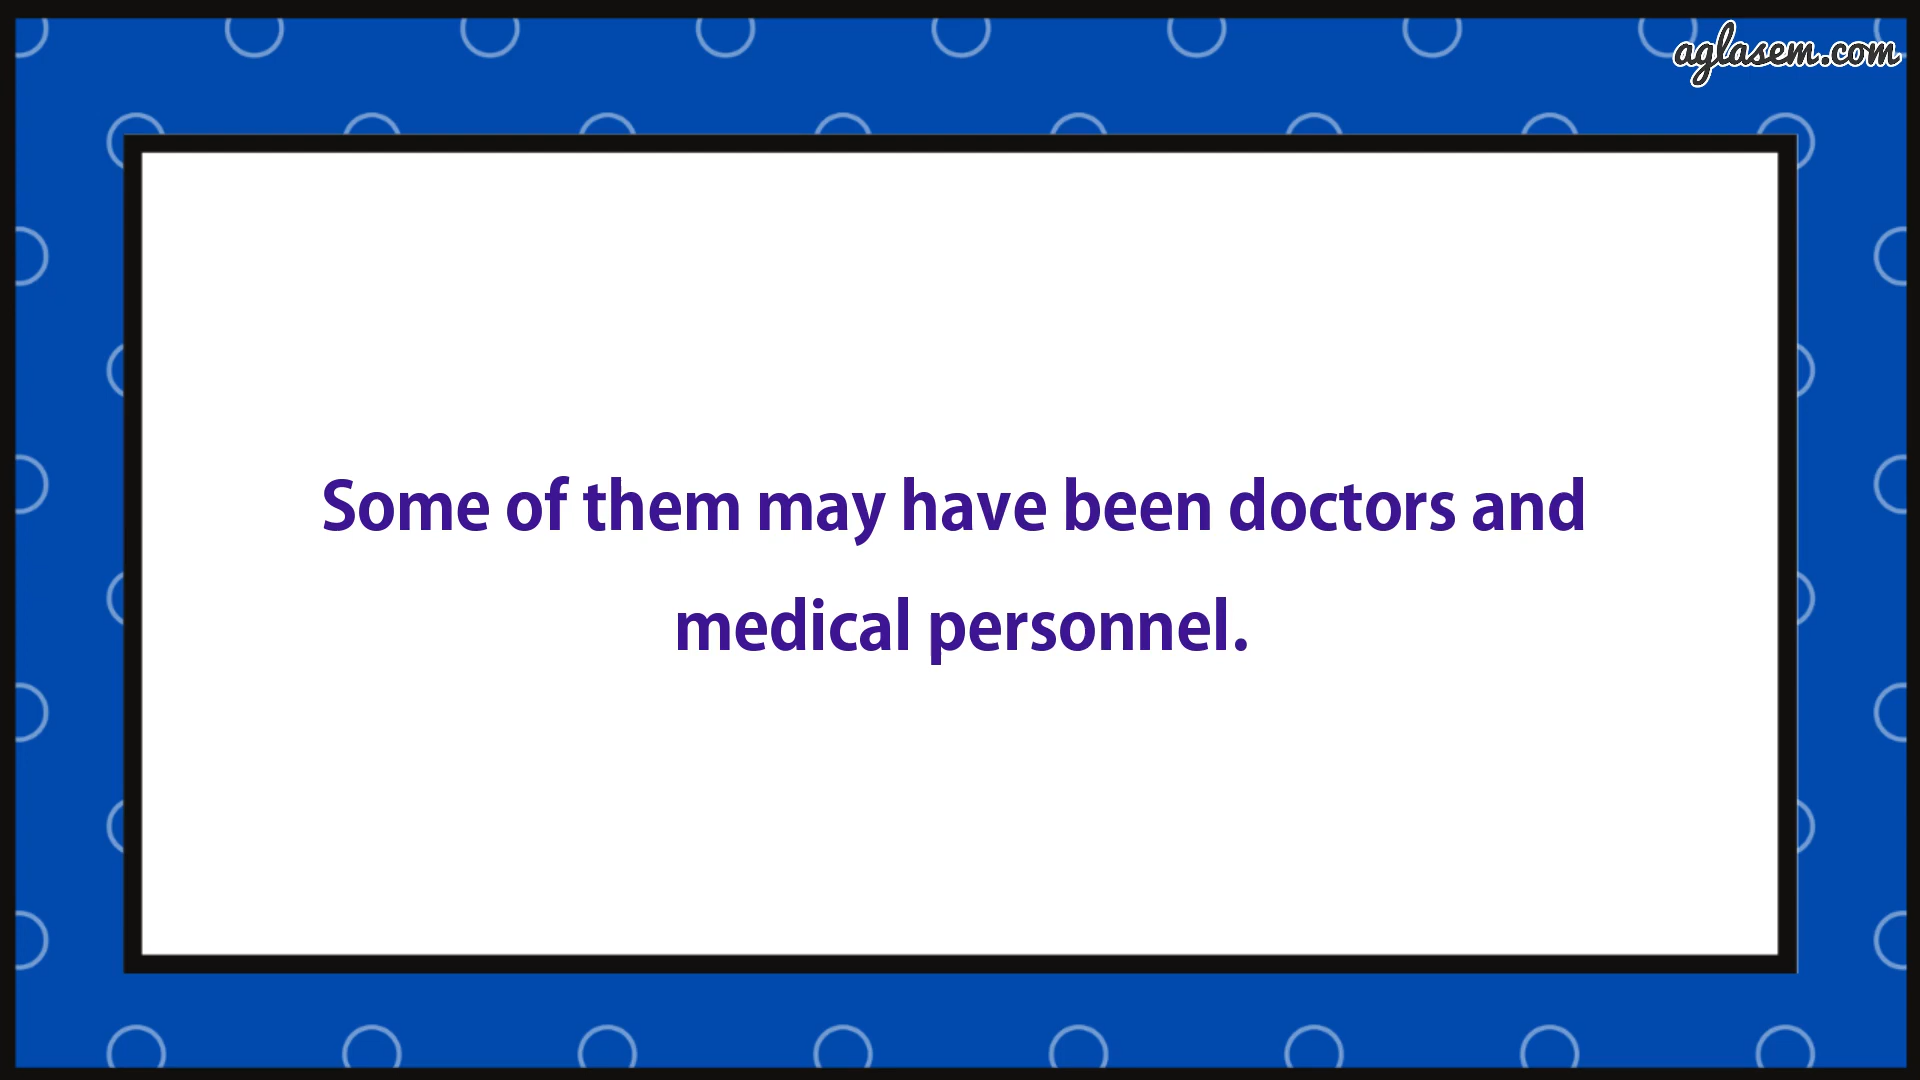 aglasem.com
Some of them may have been doctors and
medical personnel.